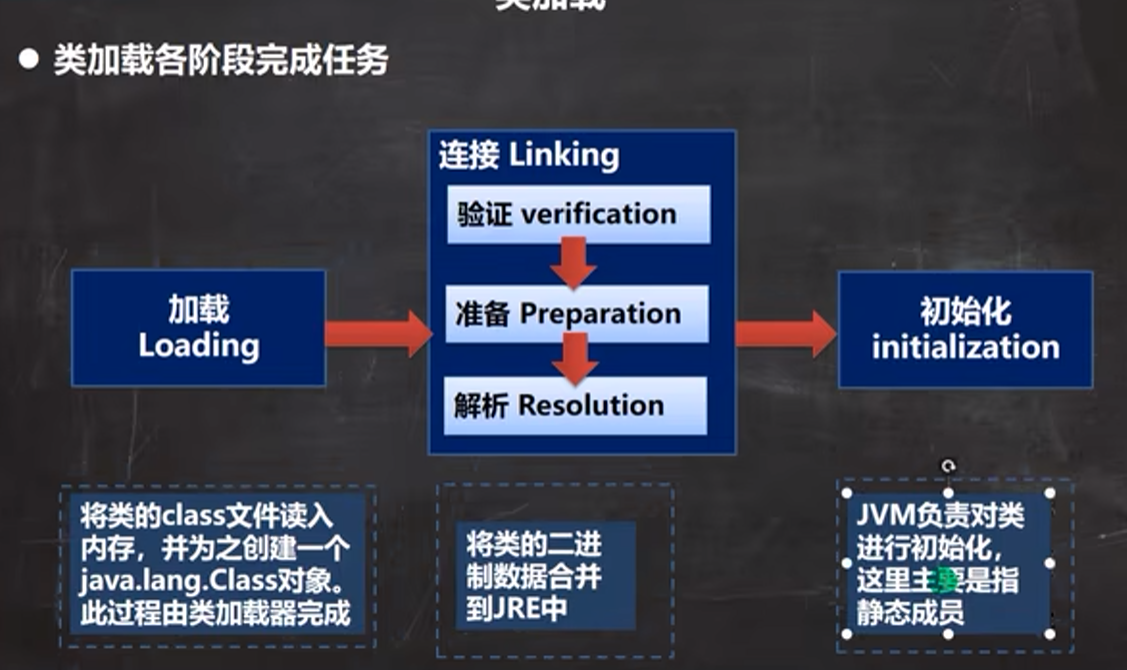 类加载
● 类加载各阶段完成任务
连接 Linking
验证 verification
准备 Preparation
解析 Resolution
加载
Loading
初始化
initialization
将类的class文件读入
内存，并为之创建一个
java.lang.Class对象。
此过程由类加载器完成
将类的二进
制数据合并
到JRE中
JVM负责对类
进行初始化，
这里主要是指
静态成员